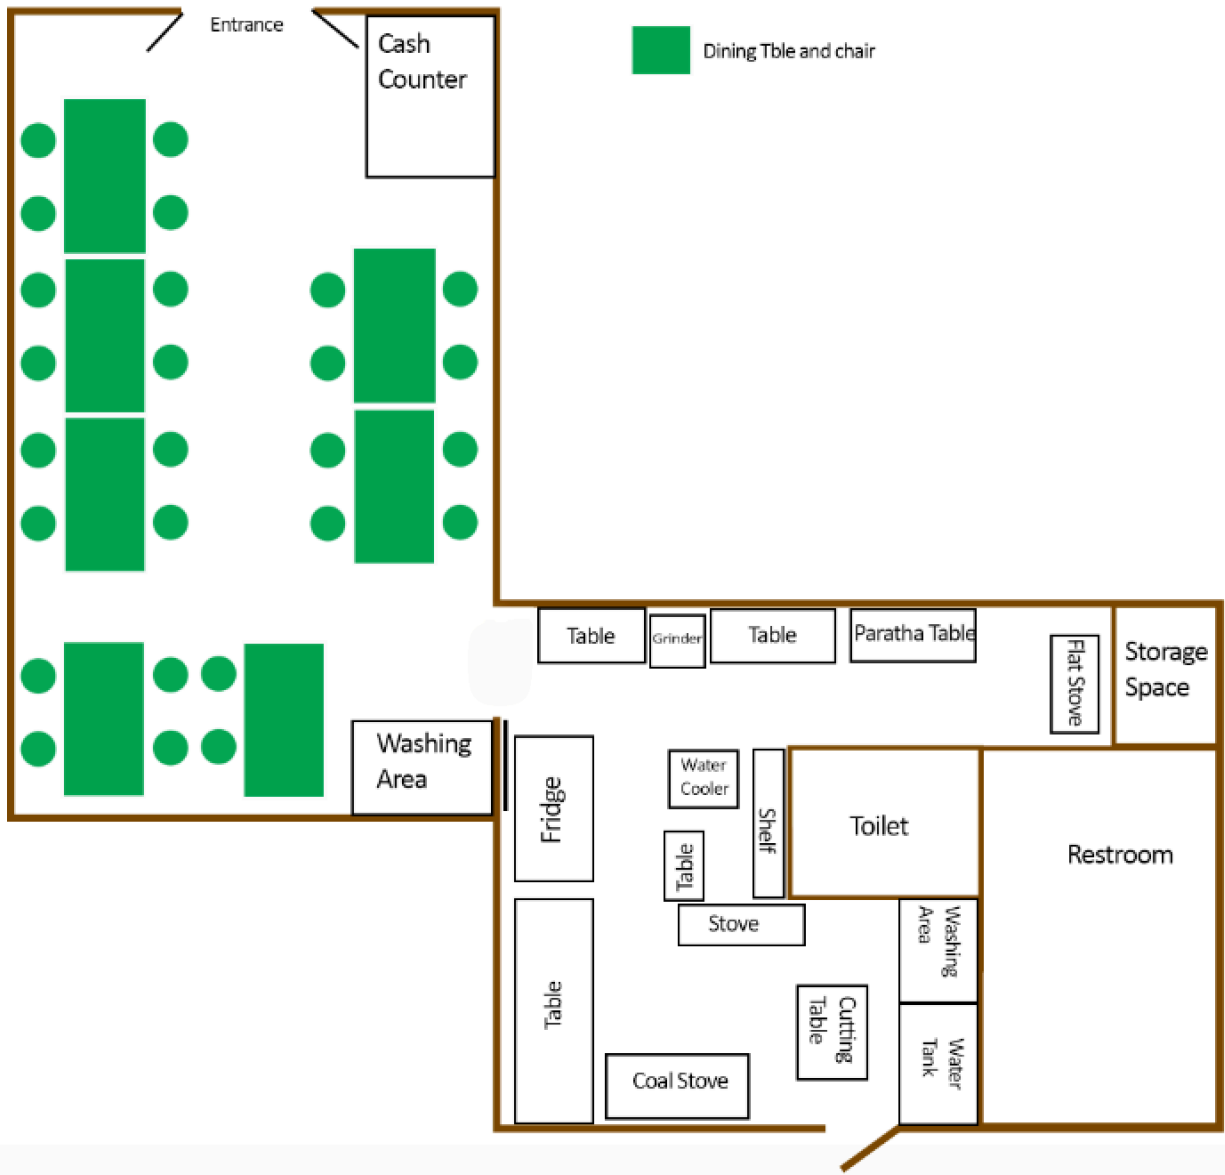 Entrance
Cash
Counter
Dining Tble and chair
Table
Grinder
Table
Paratha Table
Flat Stove
Storage
Space
Washing
Area
Fridge
Water
Cooler
Shelf
Toilet
Restroom
Table
Stove
Washing
Area
Table
Cutting
Table
Water
Tank
Coal Stove